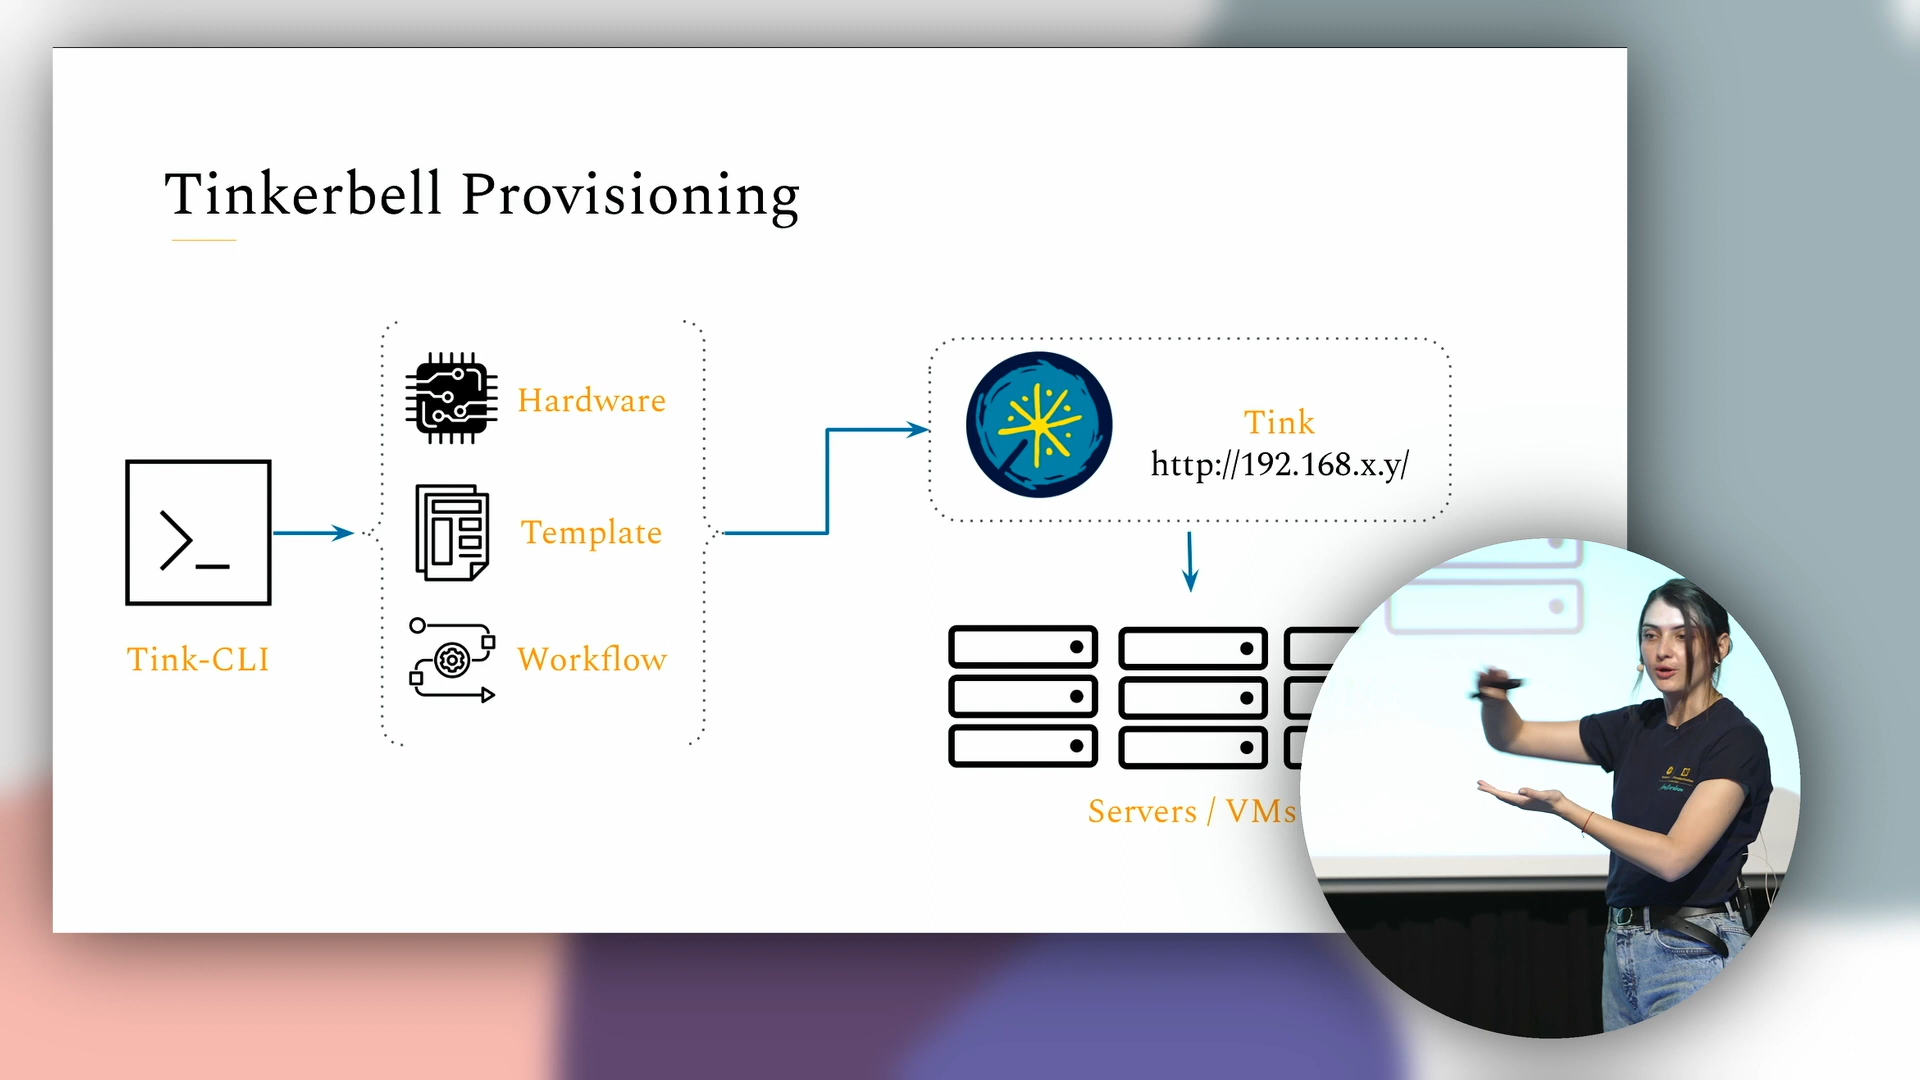 Tinkerbell Provisioning
Hardware
Template
Workflow
Tink-CLI
Tink
http://192.168.x.y/
Servers / VMs